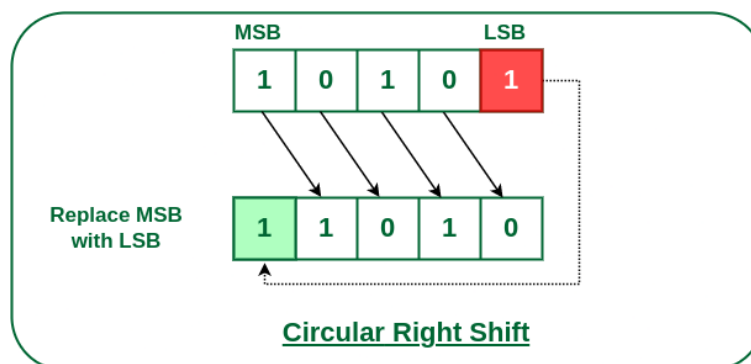 MSB LSB
1 0 1 0 1
Replace MSB
with LSB
1 1 0 1 0
Circular Right Shift